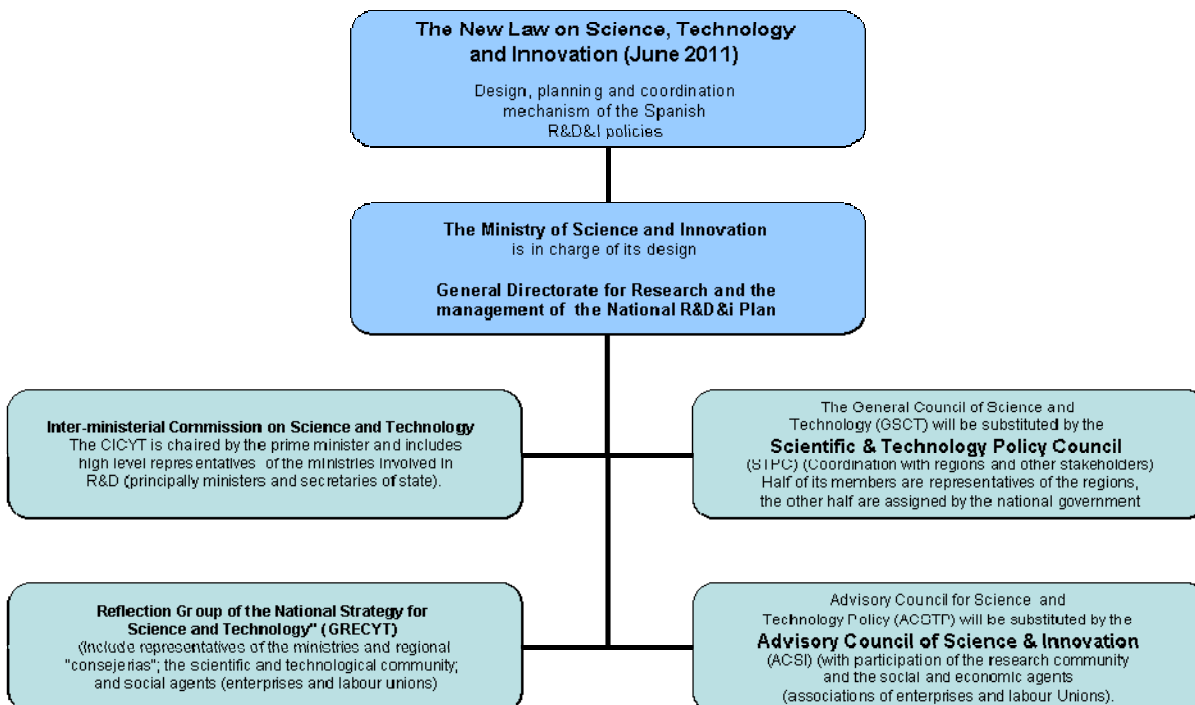 The New Law on Science, Technology
and Innovation (June 2011)
Design, planning and coordination
mechanism of the Spanish
R&D&I policies
The Ministry of Science and Innovation
is in charge of its design
General Directorate for Research and the
management of the National R&D&i Plan
Inter-ministerial Commission on Science and Technology
The CICYT is chaired by the prime minister and includes
high level representatives of the ministries involved in
R&D (principally ministers and secretaries of state).
The General Council of Science and
Technology (GSCT) will be substituted by the
Scientific & Technology Policy Council
(STPC) (Coordination with regions and other stakeholders)
Half of its members are representatives of the regions,
the other half are assigned by the national government
Reflection Group of the National Strategy for
Science and Technology" (GRECYT)
(Include representatives of the ministries and regional
"consejerias"; the scientific and technological community;
and social agents (enterprises and labour unions)
Advisory Council for Science and
Technology Policy (ACSTP) will be substituted by the
Advisory Council of Science & Innovation
(ACSI) (with participation of the research community
and the social and economic agents
(associations of enterprises and labour Unions).